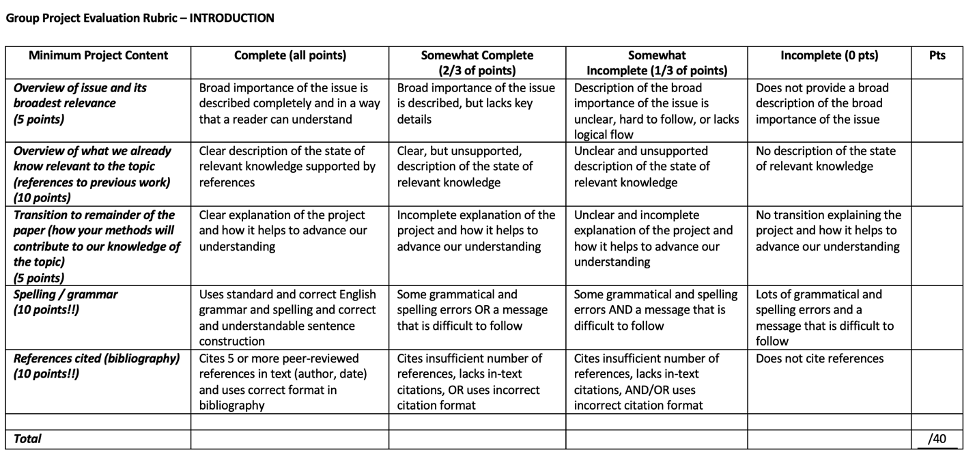 Group Project Evaluation Rubric – INTRODUCTION
Minimum Project Content
Complete (all points)
Somewhat Complete
(2/3 of points)
Somewhat
Incomplete (1/3 of points)
Incomplete (0 pts)
Pts
Overview of issue and its
broadest relevance
(5 points)
Broad importance of the issue is
described completely and in a way
that a reader can understand
Broad importance of the issue
is described, but lacks key
details
Description of the broad
importance of the issue is
unclear, hard to follow, or lacks
logical flow
Does not provide a broad
description of the broad
importance of the issue
Overview of what we already
know relevant to the topic
(references to previous work)
(10 points)
Clear description of the state of
relevant knowledge supported by
references
Clear, but unsupported,
description of the state of
relevant knowledge
Unclear and unsupported
description of the state of
relevant knowledge
No description of the state
of relevant knowledge
Transition to remainder of the
paper (how your methods will
contribute to our knowledge of
the topic)
(5 points)
Clear explanation of the project
and how it helps to advance our
understanding
Incomplete explanation of the
project and how it helps to
advance our understanding
Unclear and incomplete
explanation of the project and
how it helps to advance our
understanding
No transition explaining the
project and how it helps to
advance our understanding
Spelling / grammar
(10 points!!)
Uses standard and correct English
grammar and spelling and correct
and understandable sentence
construction
Some grammatical and
spelling errors OR a message
that is difficult to follow
Some grammatical and spelling
errors AND a message that is
difficult to follow
Lots of grammatical and
spelling errors and a
message that is difficult to
follow
References cited (bibliography)
(10 points!!)
Cites 5 or more peer-reviewed
references in text (author, date)
and uses correct format in
bibliography
Cites insufficient number of
references, lacks in-text
citations, OR uses incorrect
citation format
Cites insufficient number of
references, lacks in-text
citations, AND/OR uses
incorrect citation format
Does not cite references
Total
/40